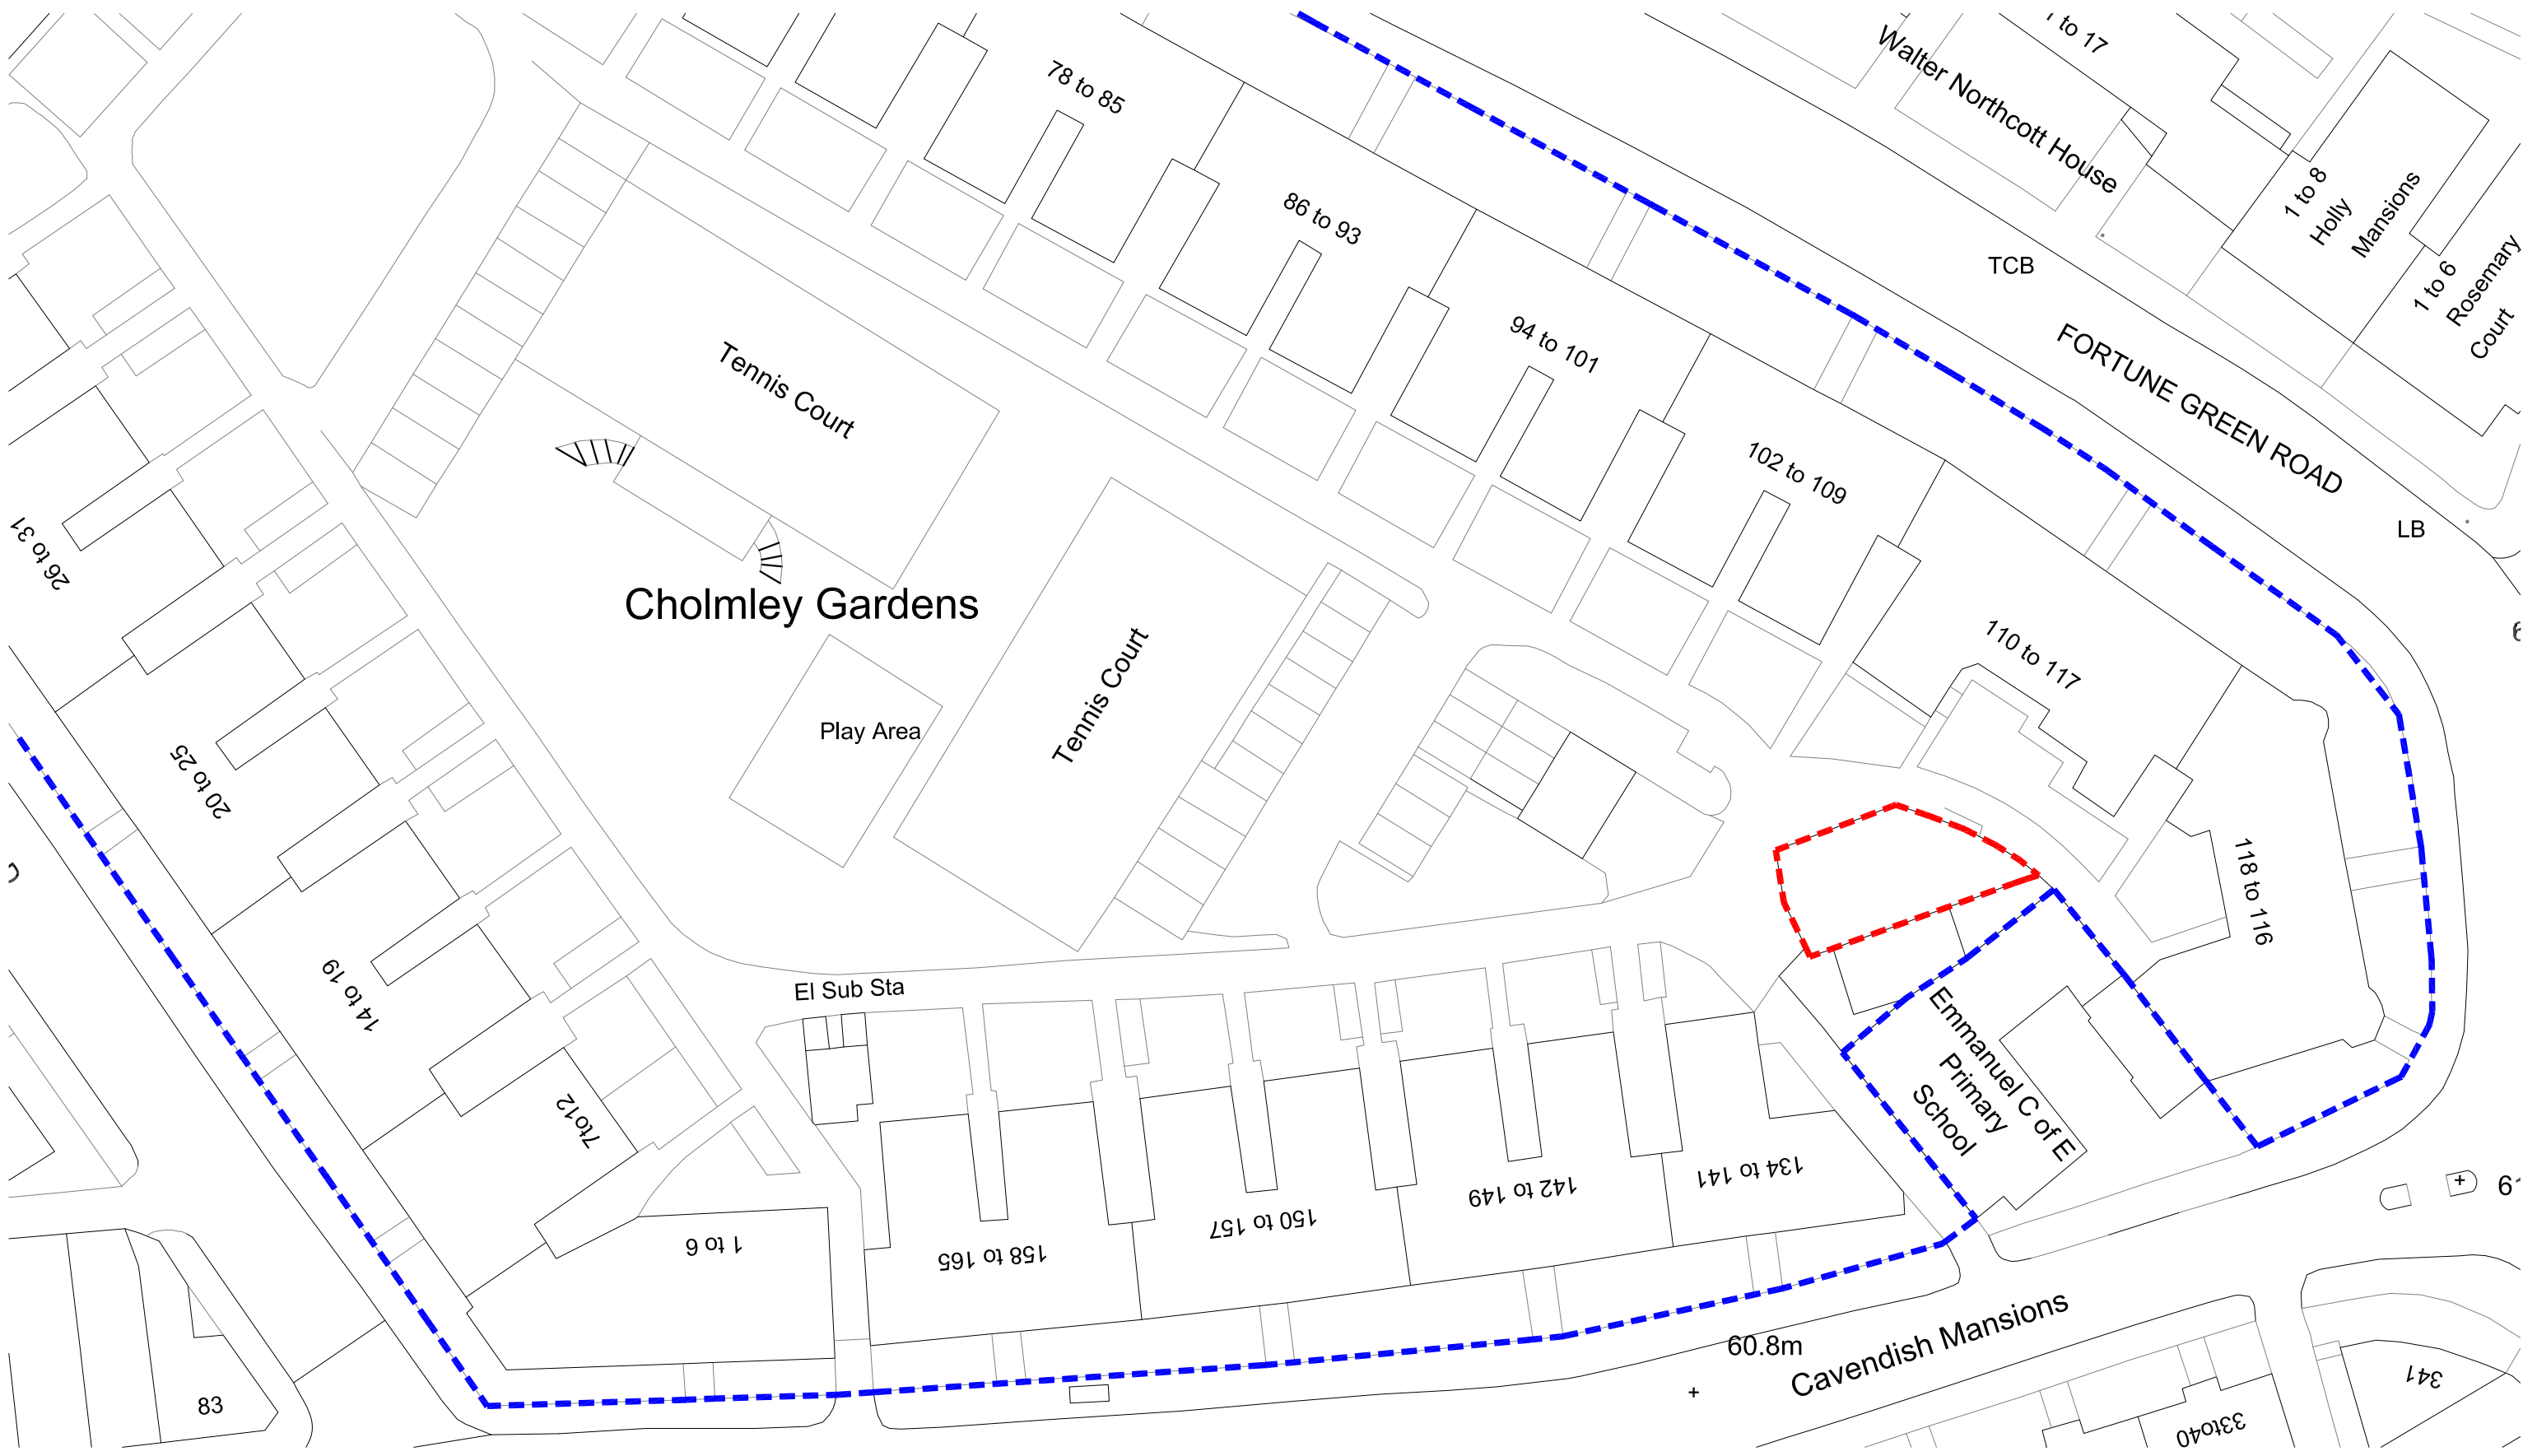 78 to 85
Walter Northcott House
to 17
1 to 8
Holly
Mansions
86 to 93
TCB
1 to 6
Rosemary
Court
94 to 101
Tennis Court
FORTUNE GREEN ROAD
102 to 109
LB
26 to 31
Cholmley Gardens
110 to 117
Tennis Court
Play Area
20 to 25
118 to 116
14 to 19
El Sub Sta
Emmanuel C of E
Primary
School
7to12
134 to 141
142 to 149
150 to 157
158 to 165
1 to 6
60.8m
Cavendish Mansions
341
83
33to40